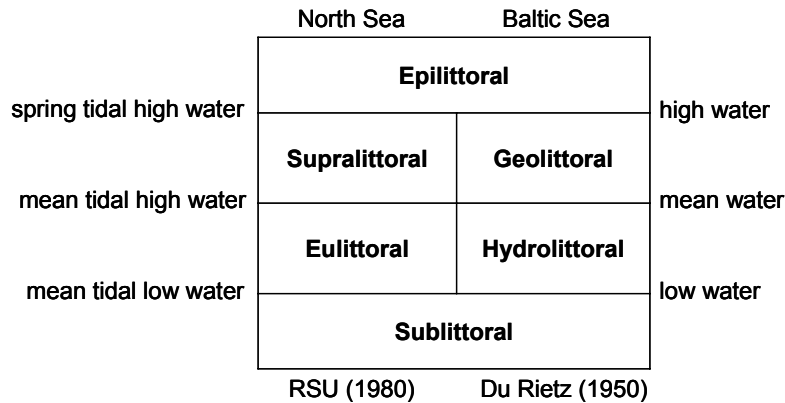 North Sea Baltic Sea
Epilittoral
spring tidal high water high water
Supralittoral Geolittoral
mean tidal high water mean water
Eulittoral Hydrolittoral
mean tidal low water low water
Sublittoral
RSU (1980) Du Rietz (1950)